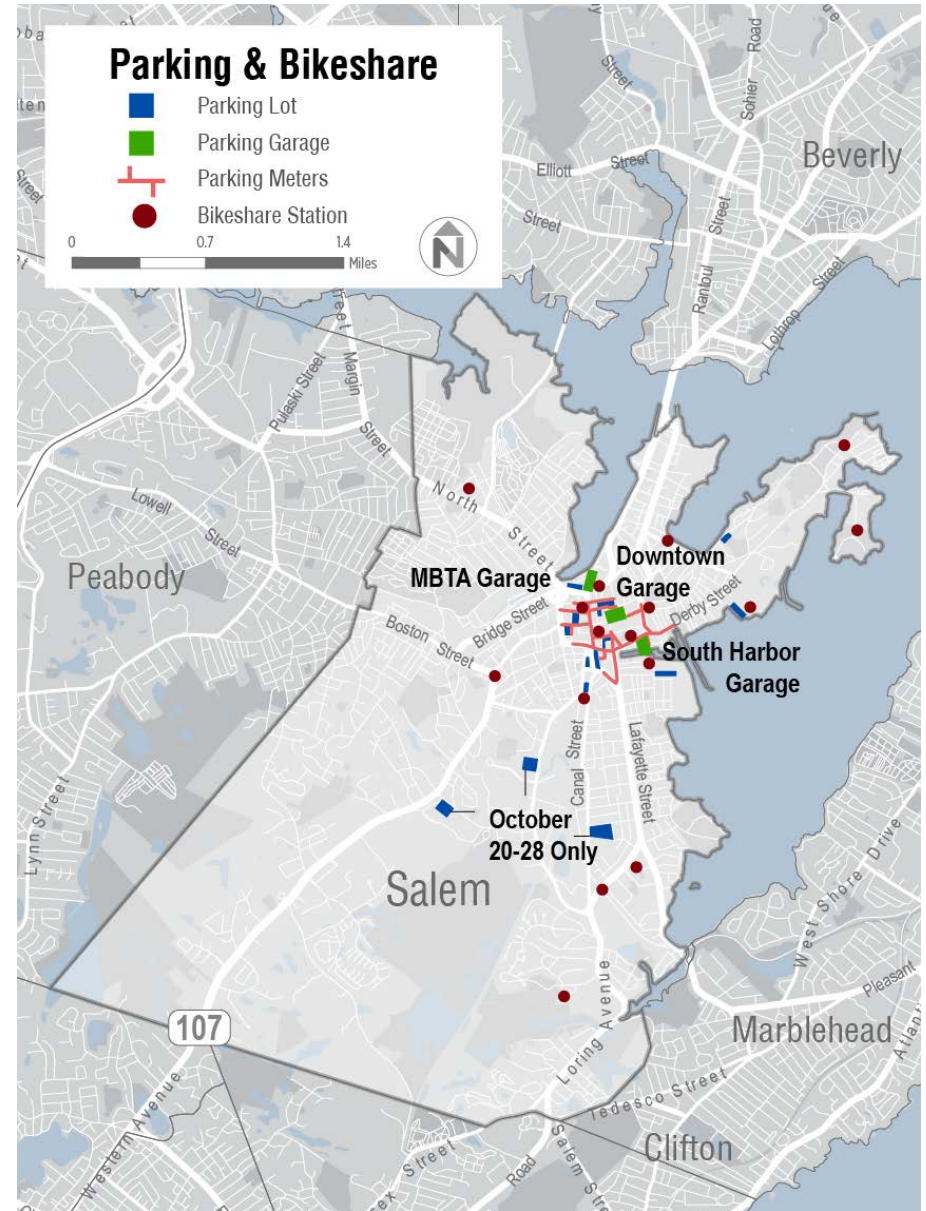 Parking & Bikeshare
Parking Lot
Parking Garage
Parking Meters
Bikeshare Station
0 0.7 1.4
Miles
N
Street
Road
Sohier
Elliott Street
Beverly
Street
Street
Street
Rantoul
Lothrop Street
Margin
Street
Pulaski Street
Lowell
Street
North
Street
Peabody
MBTA Garage
Downtown
Garage
Bridge Street
Derby Street
Boston
Street
South Harbor
Garage
Canal Street
Lafayette Street
Lynn Street
October
20-28 Only
Salem
West Shore Drive
Pleasant
107
Marblehead
Loring Avenue
Tedesco Street
Western Avenue
Clifton
Street
Road
Salem